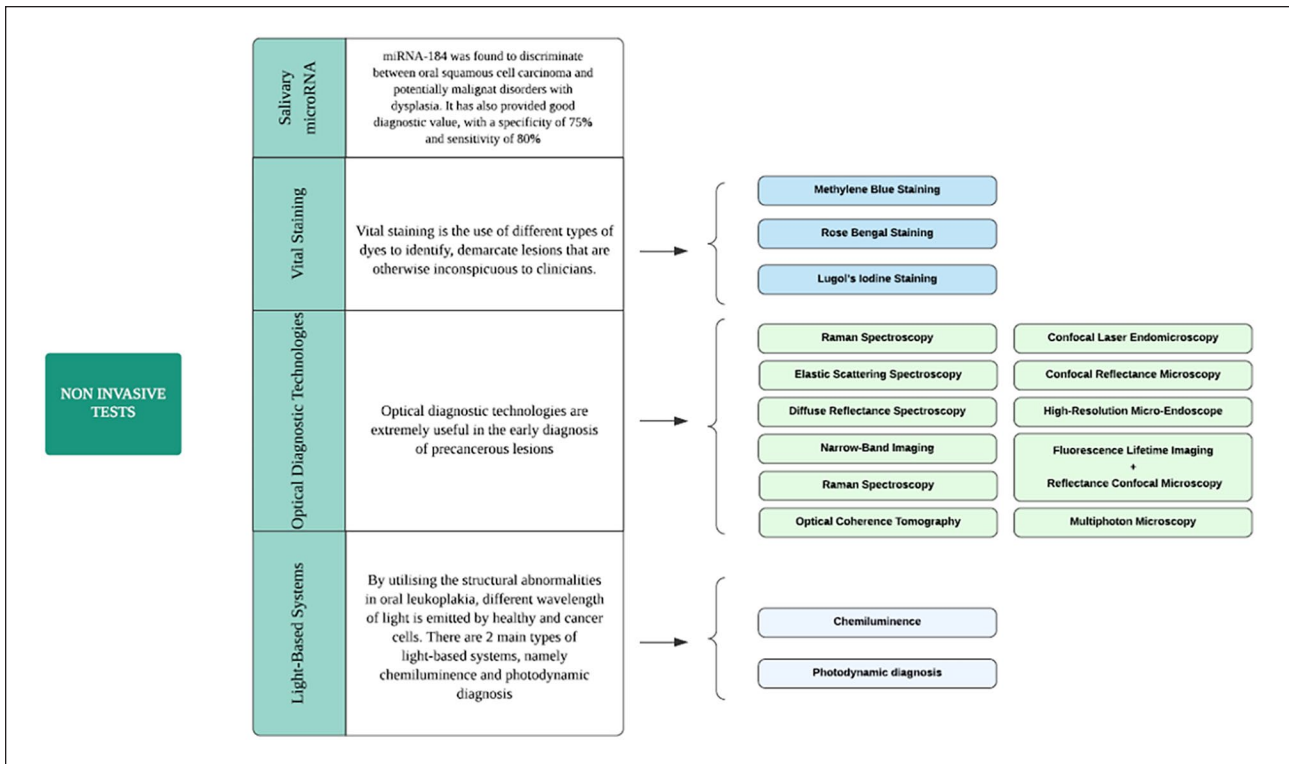 NON INVASIVE
TESTS
Salivary
microRNA
miRNA-184 was found to discriminate
between oral squamous cell carcinoma and
potentially malignat disorders with
dysplasia. It has also provided good
diagnostic value, with a specificity of 75%
and sensitivity of 80%
Vital Staining
Vital staining is the use of different types of
dyes to identify, demarcate lesions that are
otherwise inconspicuous to clinicians.
Methylene Blue Staining
Rose Bengal Staining
Lugol's Iodine Staining
Optical Diagnostic Technologies
Optical diagnostic technologies are
extremely useful in the early diagnosis
of precancerous lesions
Raman Spectroscopy
Elastic Scattering Spectroscopy
Diffuse Reflectance Spectroscopy
Narrow-Band Imaging
Raman Spectroscopy
Optical Coherence Tomography
Confocal Laser Endomicroscopy
Confocal Reflectance Microscopy
High-Resolution Micro-Endoscope
Fluorescence Lifetime Imaging
+
Reflectance Confocal Microscopy
Multiphoton Microscopy
Light-Based Systems
By utilising the structural abnormalities
in oral leukoplakia, different wavelength
of light is emitted by healthy and cancer
cells. There are 2 main types of
light-based systems, namely
chemiluminence and photodynamic
diagnosis
Chemiluminence
Photodynamic diagnosis